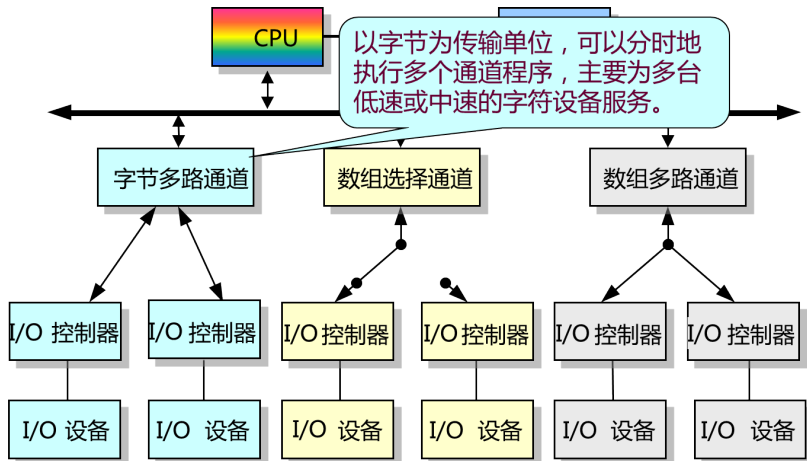 CPU
以字节为传输单位，可以分时地
执行多个通道程序，主要为多台
低速或中速的字符设备服务。
字节多路通道
数组选择通道
数组多路通道
I/O 控制器
I/O 控制器
I/O 控制器
I/O 控制器
I/O 控制器
I/O 控制器
I/O 设备
I/O 设备
I/O 设备
I/O 设备
I/O 设备
I/O 设备